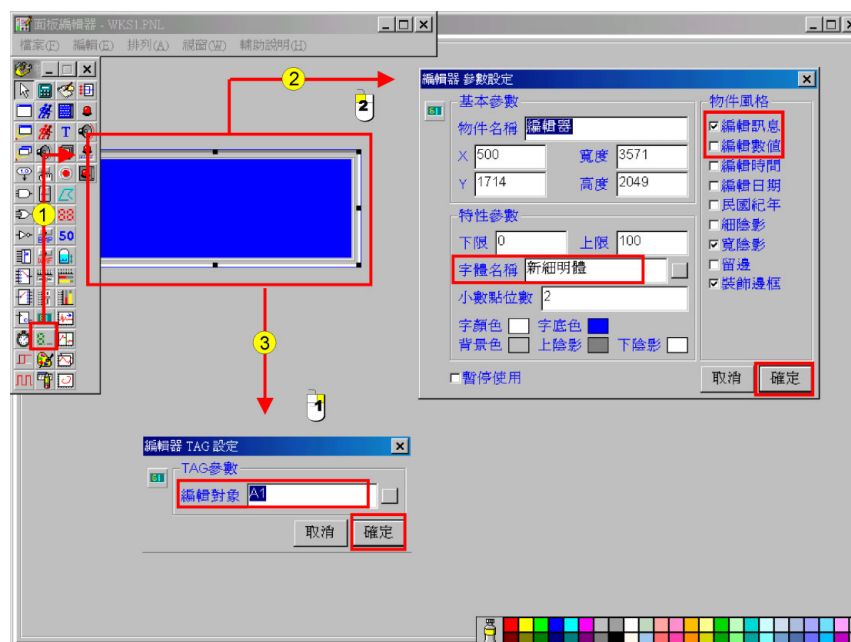 面板編輯器 - WKS1.PNL
檔案(F) 編輯(E) 排列(A) 視窗(W) 輔助說明(H)
T
50
1
2
2
編輯器 參數設定
基本參數
物件名稱 編輯器
X 500 寬度 3571
Y 1714 高度 2049
特性參數
下限 0 上限 100
字體名稱 新細明體
小數點位數 2
字顏色 字底色
背景色 上陰影 下陰影
暫停使用
物件風格
編輯訊息
編輯數值
編輯時間
編輯日期
民國紀年
細陰影
寬陰影
留邊
裝飾邊框
取消 確定
3
1
編輯器 TAG 設定
TAG參數
編輯對象 A1
取消 確定